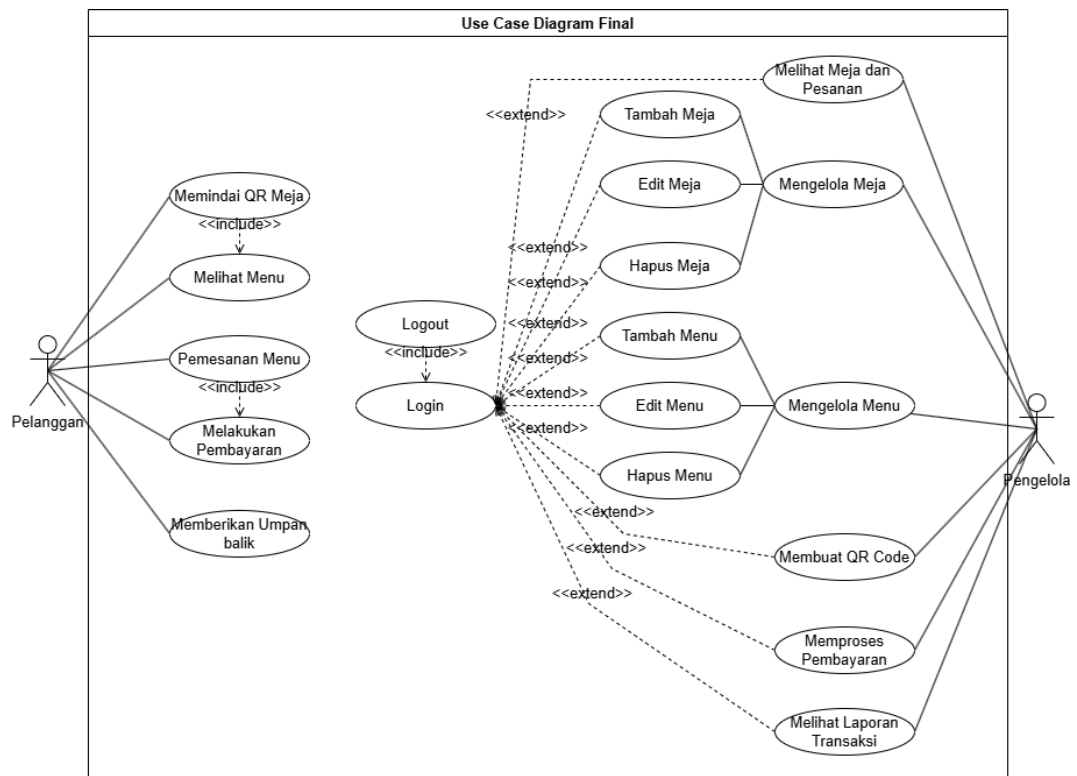 Use Case Diagram Final
Melihat Meja dan
Pesanan
<<extend>>
Tambah Meja
Memindai QR Meja
<<include>>
Edit Meja
Mengelola Meja
<<extend>>
Melihat Menu
Hapus Meja
<<extend>>
Logout
<<include>>
<<extend>>
Tambah Menu
Pemesanan Menu
<<include>>
<<extend>>
Login
<<extend>>
Edit Menu
Mengelola Menu
Pelanggan
<<extend>>
Melakukan
Pembayaran
Hapus Menu
Pengelola
<<extend>>
Memberikan Umpan
balik
<<extend>>
Membuat QR Code
<<extend>>
Memproses
Pembayaran
Melihat Laporan
Transaksi